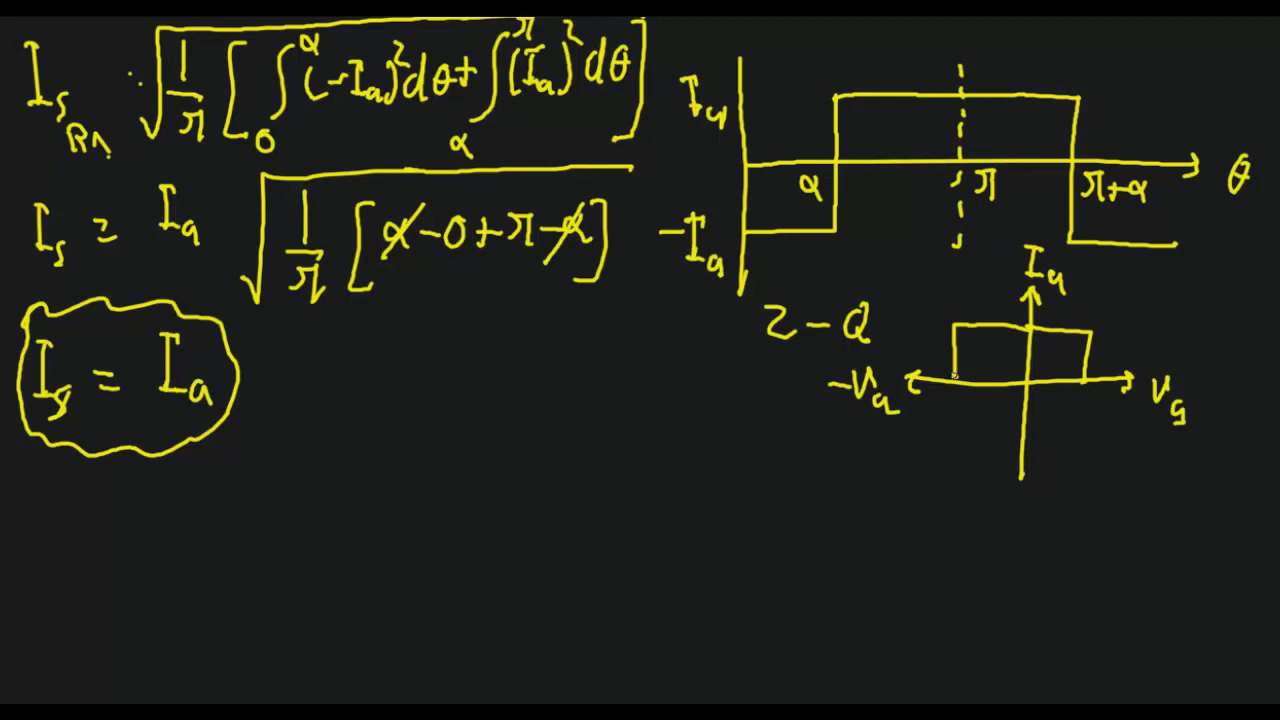 I_s RMS = √(1/π [∫_0^α (-I_a)² dθ + ∫_α^π (I_a)² dθ])
I_s = I_a √(1/π [α - 0 + π - α])
I_s = I_a
I_a
α π π+α θ
-I_a
2-Q
I_a
-V_a V_a